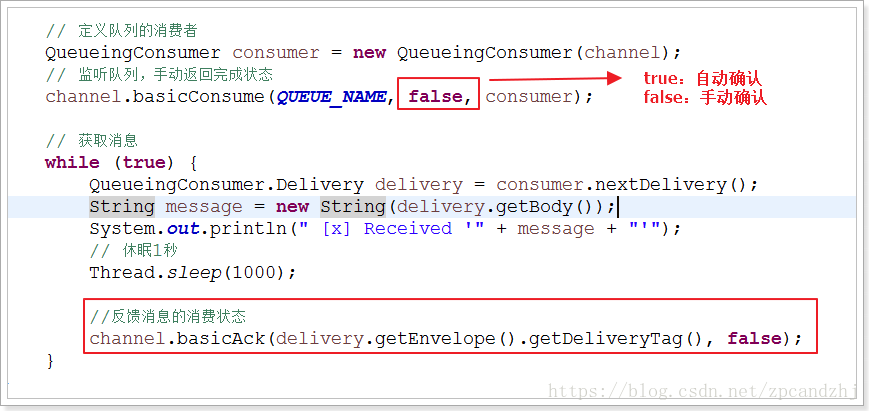 // 定义队列的消费者
QueueingConsumer consumer = new QueueingConsumer(channel);
// 监听队列，手动返回完成状态
channel.basicConsume(QUEUE_NAME, false, consumer);
true：自动确认
false：手动确认
// 获取消息
while (true) {
QueueingConsumer.Delivery delivery = consumer.nextDelivery();
String message = new String(delivery.getBody());
System.out.println(" [x] Received '" + message + "'");
// 休眠1秒
Thread.sleep(1000);
//反馈消息的消费状态
channel.basicAck(delivery.getEnvelope().getDeliveryTag(), false);
}
https://blog.csdn.net/zpcandzhj